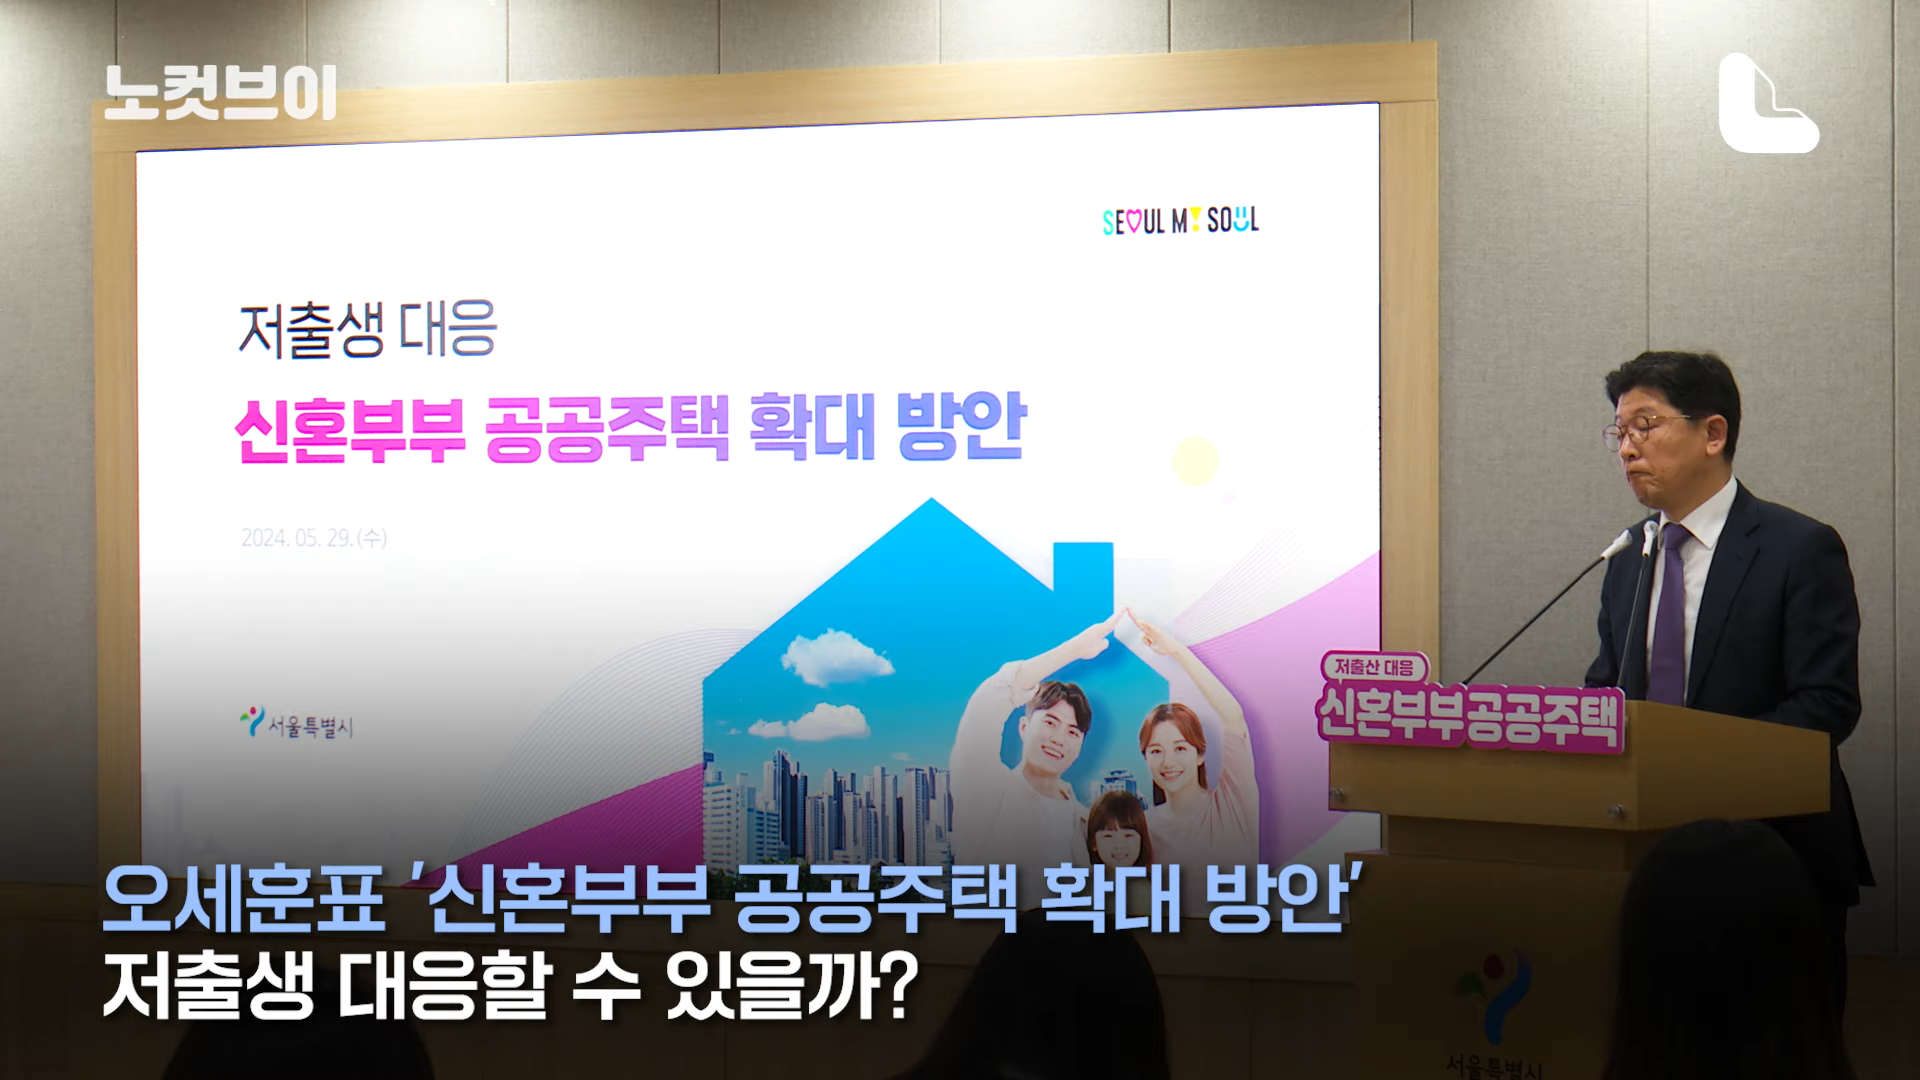 노컷브이
SEOUL MY SOUL
저출생 대응
신혼부부 공공주택 확대 방안
2024. 05. 29. (수)
서울특별시
저출산 대응
신혼부부공공주택
오세훈표 '신혼부부 공공주택 확대 방안'
저출생 대응할 수 있을까?
서울특별시